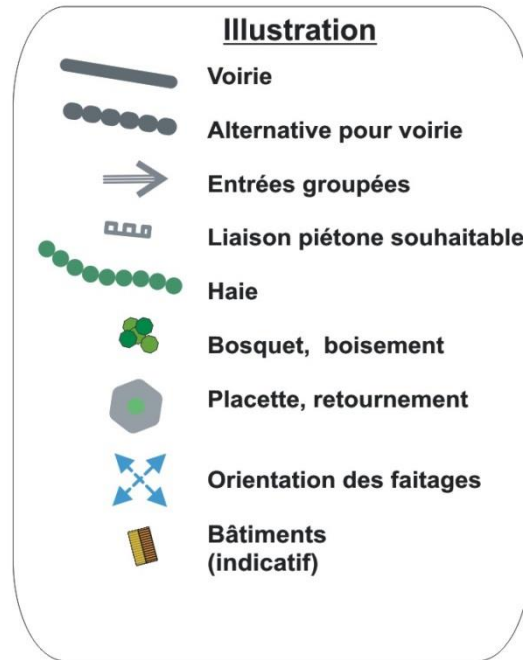 Illustration
Voirie
Alternative pour voirie
Entrées groupées
Liaison piétone souhaitable
Haie
Bosquet, boisement
Placette, retournement
Orientation des faitages
Bâtiments
(indicatif)